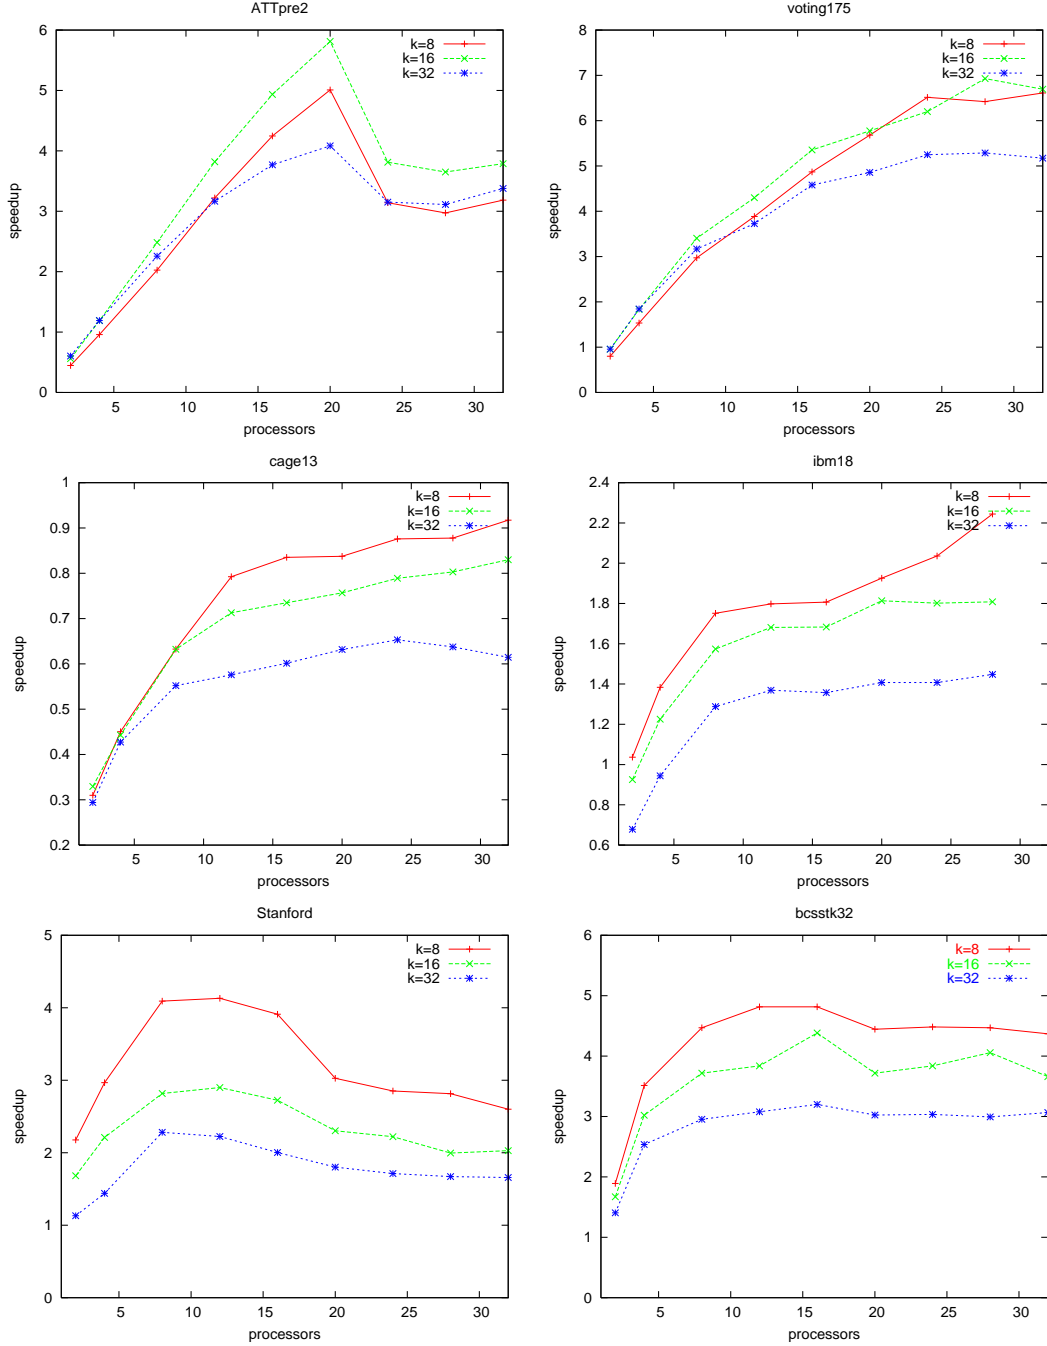 ATTpre2
speedup
6
5
4
3
2
1
0
k=8
k=16
k=32
5 10 15 20 25 30
processors
voting175
speedup
8
7
6
5
4
3
2
1
0
k=8
k=16
k=32
5 10 15 20 25 30
processors
cage13
speedup
1
0.9
0.8
0.7
0.6
0.5
0.4
0.3
0.2
k=8
k=16
k=32
5 10 15 20 25 30
processors
ibm18
speedup
2.4
2.2
2
1.8
1.6
1.4
1.2
1
0.8
0.6
k=8
k=16
k=32
5 10 15 20 25 30
processors
Stanford
speedup
5
4
3
2
1
0
k=8
k=16
k=32
5 10 15 20 25 30
processors
bcsstk32
speedup
6
5
4
3
2
1
0
k=8
k=16
k=32
5 10 15 20 25 30
processors